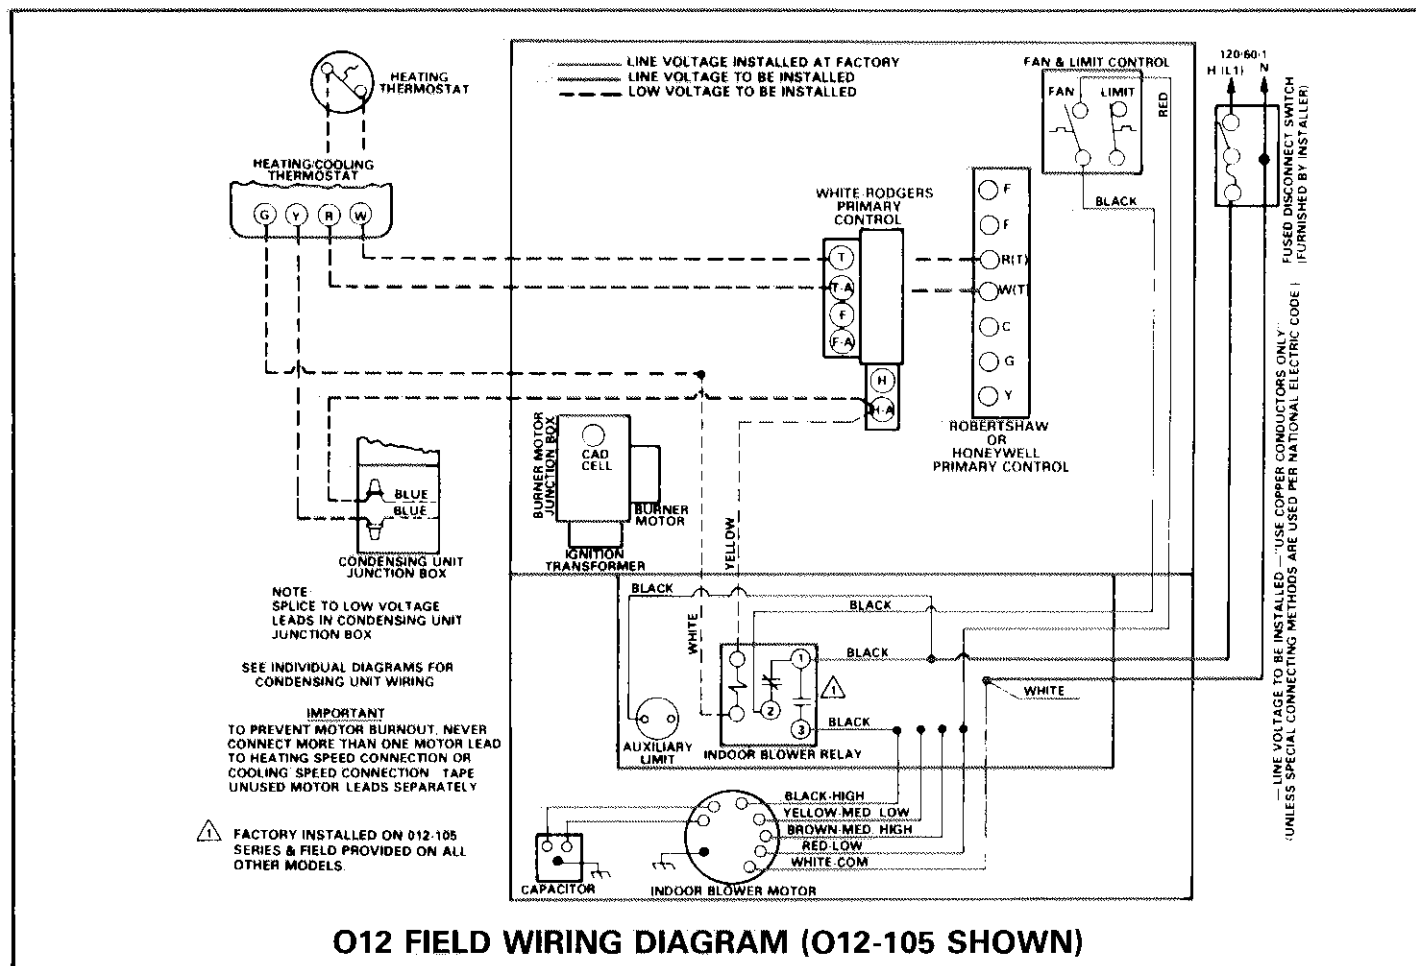 LINE VOLTAGE INSTALLED AT FACTORY
LINE VOLTAGE TO BE INSTALLED
LOW VOLTAGE TO BE INSTALLED
HEATING
THERMOSTAT
HEATING/COOLING
THERMOSTAT
G Y R W
FAN & LIMIT CONTROL
FAN LIMIT
RED
BLACK
120-60-1
H (L1) N
FUSED DISCONNECT SWITCH
(FURNISHED BY INSTALLER)
— LINE VOLTAGE TO BE INSTALLED — "USE COPPER CONDUCTORS ONLY"
(UNLESS SPECIAL CONNECTING METHODS ARE USED PER NATIONAL ELECTRIC CODE)
WHITE-RODGERS
PRIMARY
CONTROL
T
T-A
F
F-A
H
H-A
F
F
R(T)
W(T)
C
G
Y
ROBERTSHAW
OR
HONEYWELL
PRIMARY CONTROL
BURNER MOTOR
JUNCTION BOX
CAD
CELL
BURNER
MOTOR
IGNITION
TRANSFORMER
BLUE
BLUE
CONDENSING UNIT
JUNCTION BOX
NOTE:
SPLICE TO LOW VOLTAGE
LEADS IN CONDENSING UNIT
JUNCTION BOX
SEE INDIVIDUAL DIAGRAMS FOR
CONDENSING UNIT WIRING
IMPORTANT
TO PREVENT MOTOR BURNOUT, NEVER
CONNECT MORE THAN ONE MOTOR LEAD
TO HEATING SPEED CONNECTION OR
COOLING SPEED CONNECTION TAPE
UNUSED MOTOR LEADS SEPARATELY
1 FACTORY INSTALLED ON 012-105
SERIES & FIELD PROVIDED ON ALL
OTHER MODELS.
YELLOW
WHITE
BLACK
BLACK
1
BLACK
2
1
3
BLACK
WHITE
AUXILIARY
LIMIT
INDOOR BLOWER RELAY
BLACK-HIGH
YELLOW-MED. LOW
BROWN-MED. HIGH
RED-LOW
WHITE-COM
CAPACITOR
INDOOR BLOWER MOTOR
O12 FIELD WIRING DIAGRAM (O12-105 SHOWN)